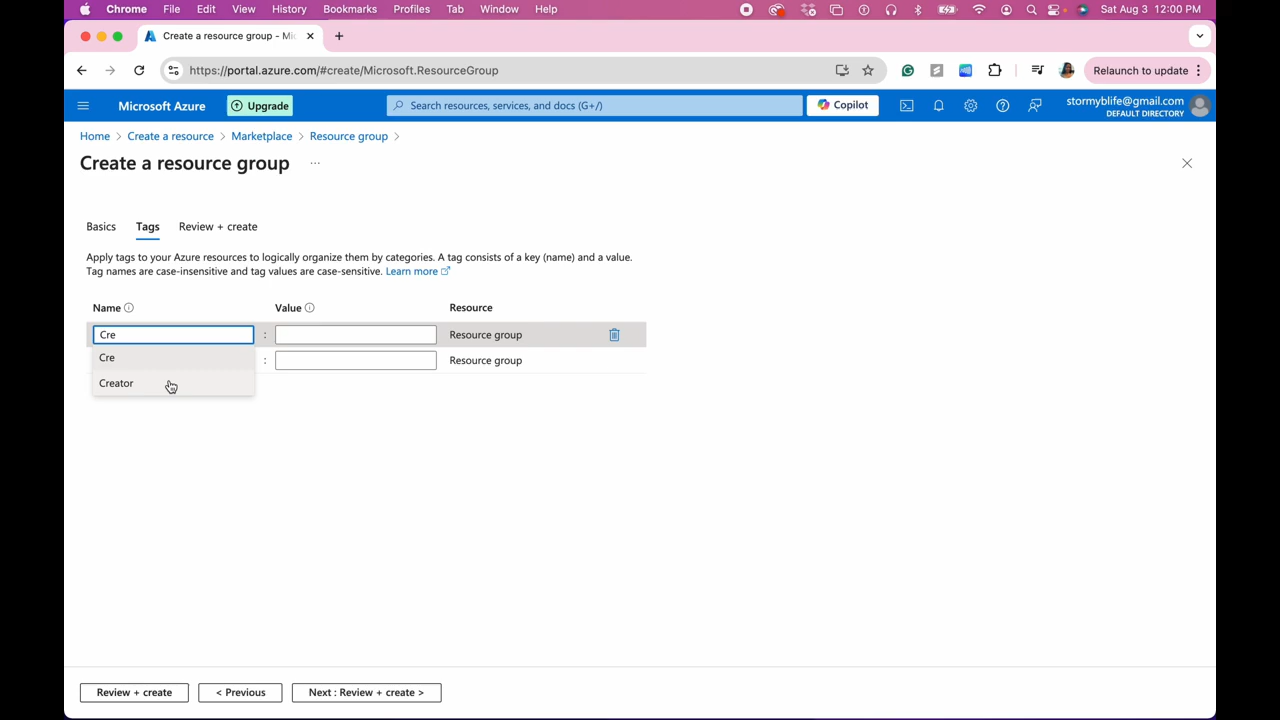 Chrome File Edit View History Bookmarks Profiles Tab Window Help Sat Aug 3 12:00 PM
Create a resource group - Mic
https://portal.azure.com/#create/Microsoft.ResourceGroup Relaunch to update
Microsoft Azure Upgrade Search resources, services, and docs (G+/) Copilot stormyblife@gmail.com
DEFAULT DIRECTORY
Home > Create a resource > Marketplace > Resource group >
Create a resource group ...
Basics Tags Review + create
Apply tags to your Azure resources to logically organize them by categories. A tag consists of a key (name) and a value.
Tag names are case-insensitive and tag values are case-sensitive. Learn more
Name Value Resource
Cre : Resource group
Cre : Resource group
Creator
Review + create < Previous Next : Review + create >